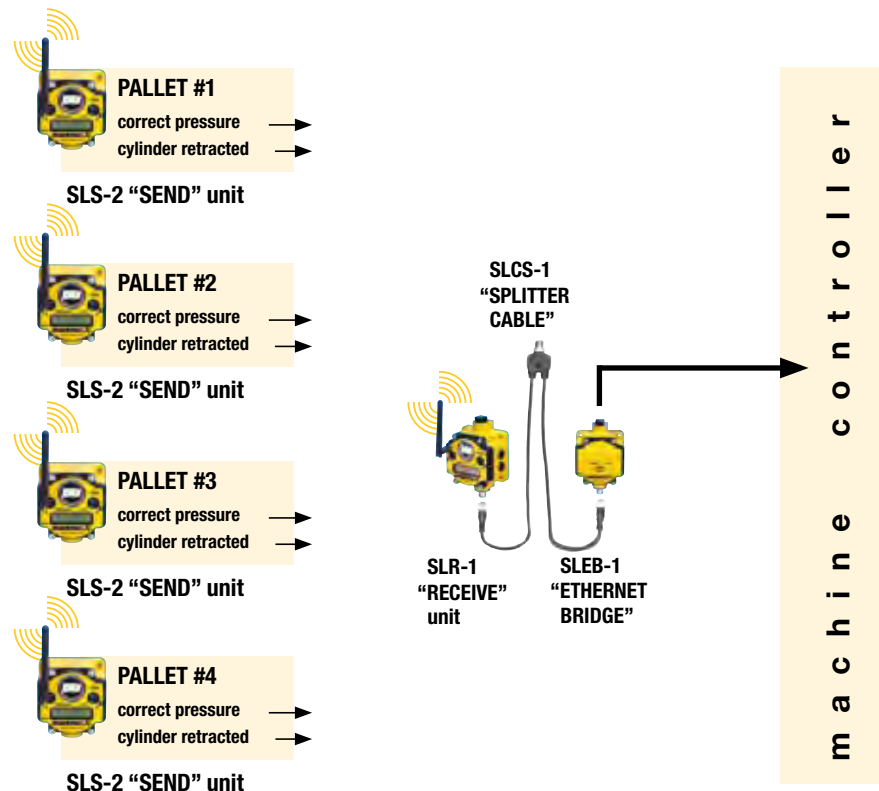 PALLET #1
correct pressure
cylinder retracted
SLS-2 “SEND” unit
PALLET #2
correct pressure
cylinder retracted
SLS-2 “SEND” unit
PALLET #3
correct pressure
cylinder retracted
SLS-2 “SEND” unit
PALLET #4
correct pressure
cylinder retracted
SLS-2 “SEND” unit
SLCS-1
“SPLITTER
CABLE”
SLR-1
“RECEIVE”
unit
SLEB-1
“ETHERNET
BRIDGE”
machine controller